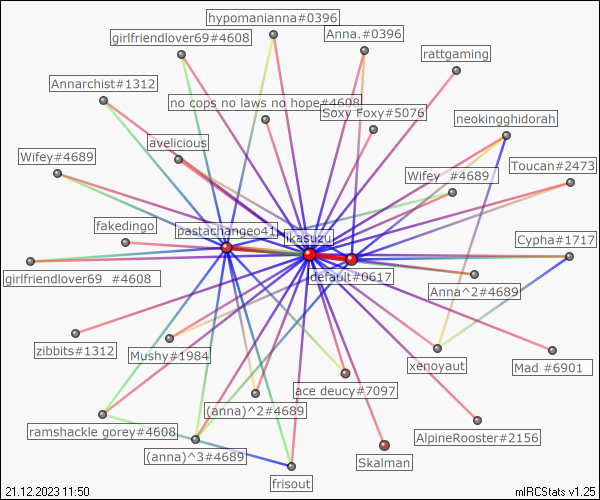 hypomanianna#0396
girlfriendlover69#4608
Anna.#0396
rattgaming
Annarchist#1312
no cops no laws no hope#4608
Soxy Foxy#5076
neokingghidorah
avelicious
Wifey#4689
Wifey #4689
Toucan#2473
fakedingo
pastachangeo41
ikasuzu
Cypha#1717
girlfriendlover69 #4608
default#0617
Anna^2#4689
zibbits#1312
Mushy#1984
xenoyaut
Mad #6901
ace deucy#7097
(anna)^2#4689
ramshackle gorey#4608
AlpineRooster#2156
(anna)^3#4689
Skalman
frisout
21.12.2023 11:50
mIRCStats v1.25